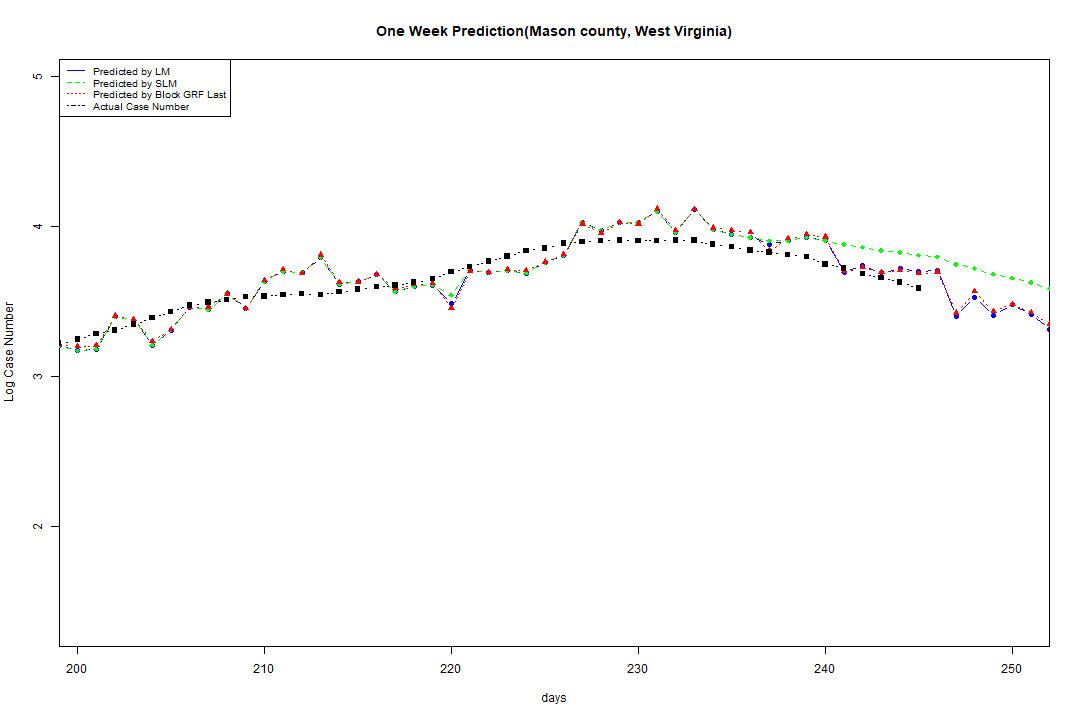 One Week Prediction(Mason county, West Virginia)
Predicted by LM
Predicted by SLM
Predicted by Block GRF Last
Actual Case Number
5
4
3
2
Log Case Number
200 210 220 230 240 250
days